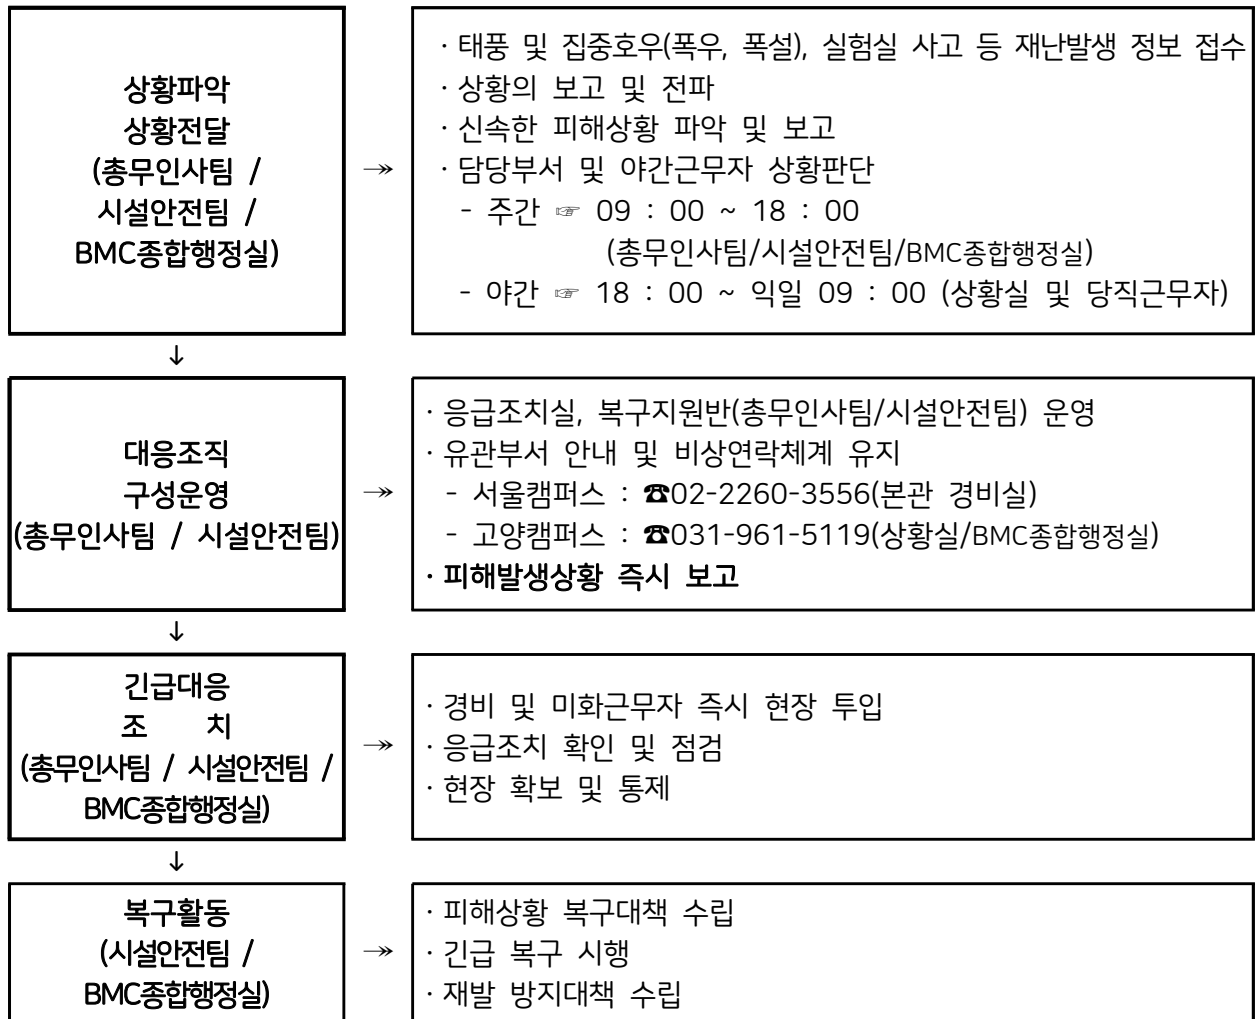 상황파악
상황전달
(총무인사팀 /
시설안전팀 /
BMC종합행정실)
→
· 태풍 및 집중호우(폭우, 폭설), 실험실 사고 등 재난발생 정보 접수
· 상황의 보고 및 전파
· 신속한 피해상황 파악 및 보고
· 담당부서 및 야간근무자 상황판단
- 주간 ☞ 09 : 00 ~ 18 : 00
(총무인사팀/시설안전팀/BMC종합행정실)
- 야간 ☞ 18 : 00 ~ 익일 09 : 00 (상황실 및 당직근무자)
↓
대응조직
구성운영
(총무인사팀 / 시설안전팀)
→
· 응급조치실, 복구지원반(총무인사팀/시설안전팀) 운영
· 유관부서 안내 및 비상연락체계 유지
- 서울캠퍼스 : ☎02-2260-3556(본관 경비실)
- 고양캠퍼스 : ☎031-961-5119(상황실/BMC종합행정실)
· 피해발생상황 즉시 보고
↓
긴급대응
조 치
(총무인사팀 / 시설안전팀 /
BMC종합행정실)
→
· 경비 및 미화근무자 즉시 현장 투입
· 응급조치 확인 및 점검
· 현장 확보 및 통제
↓
복구활동
(시설안전팀 /
BMC종합행정실)
→
· 피해상황 복구대책 수립
· 긴급 복구 시행
· 재발 방지대책 수립